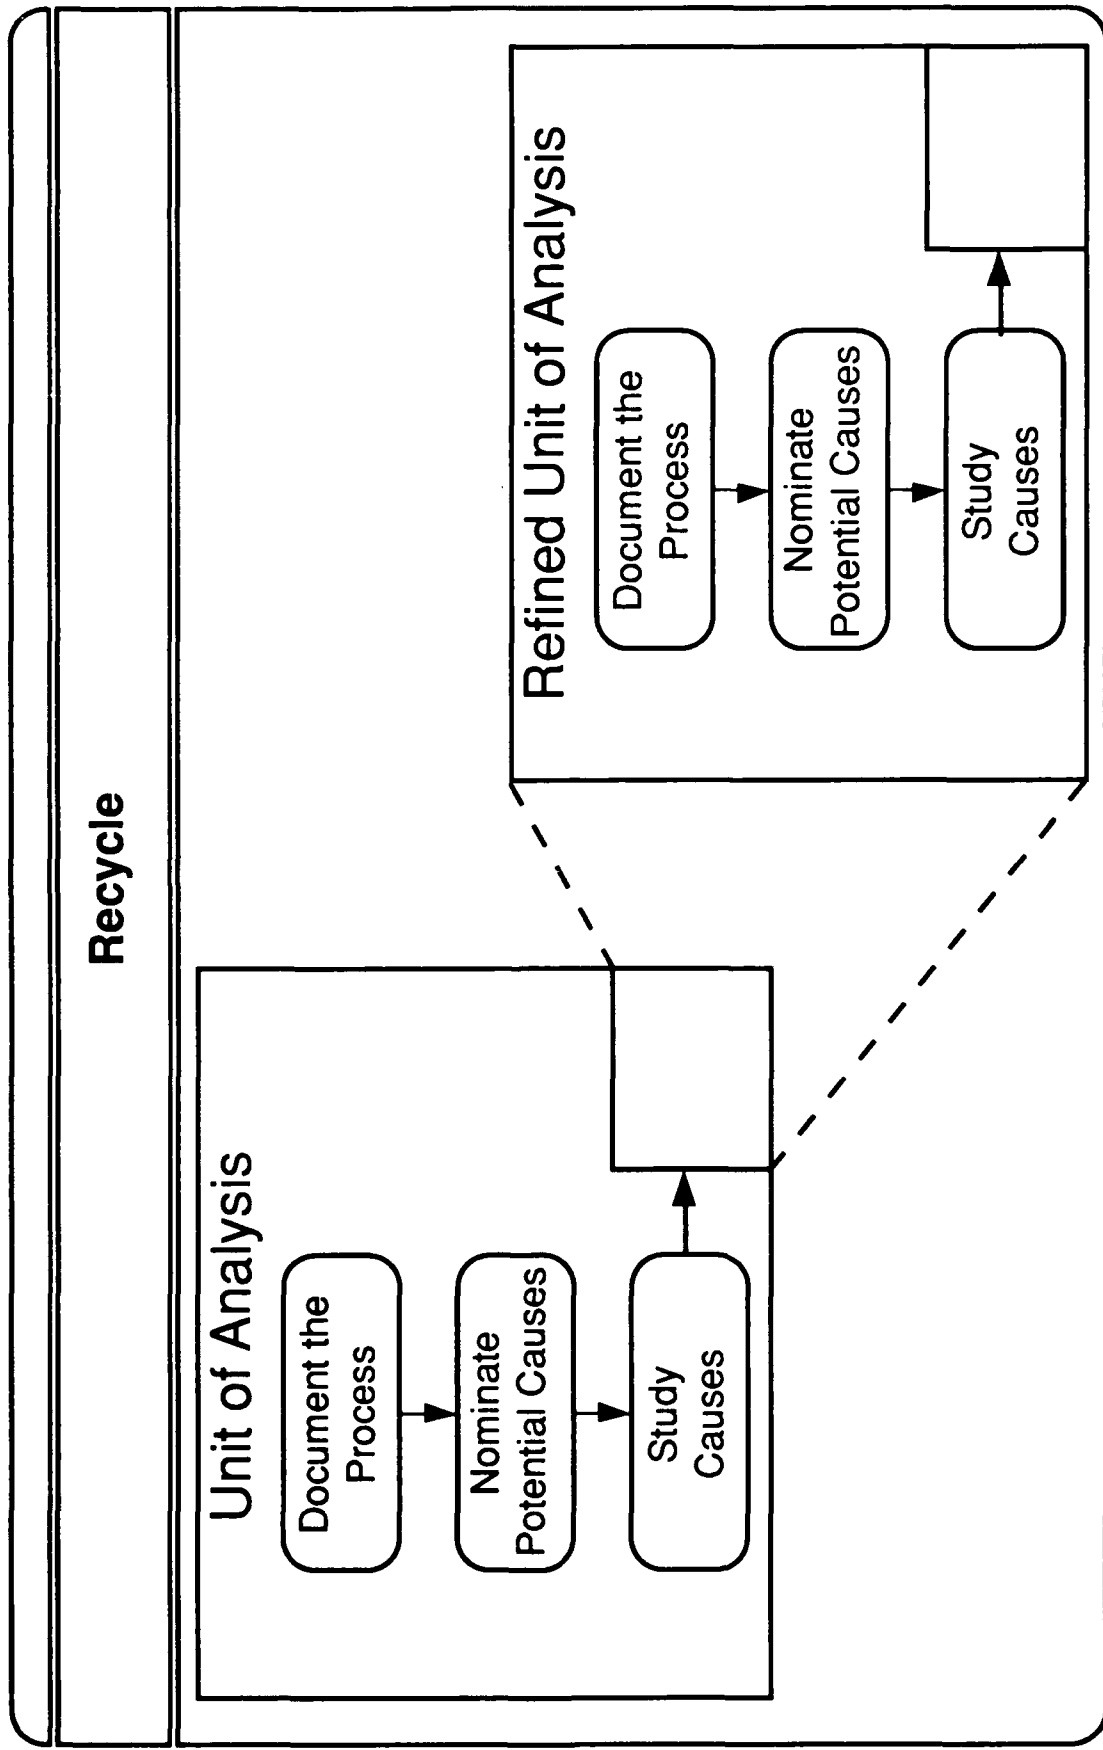 Recycle
Unit of Analysis
Document the
Process
Nominate
Potential Causes
Study
Causes
Refined Unit of Analysis
Document the
Process
Nominate
Potential Causes
Study
Causes